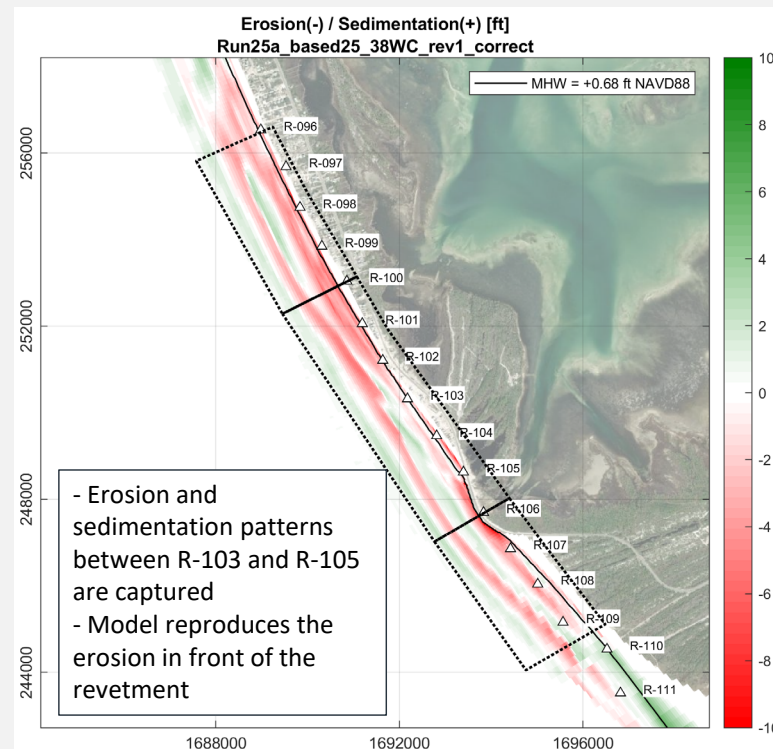 Erosion(-) / Sedimentation(+) [ft]
Run25a_based25_38WC_rev1_correct
MHW = +0.68 ft NAVD88
R-096
R-097
R-098
R-099
R-100
R-101
R-102
R-103
R-104
R-105
R-106
R-107
R-108
R-109
R-110
R-111
256000
252000
248000
244000
1688000
1692000
1696000
10
8
6
4
2
0
-2
-4
-6
-8
-10
- Erosion and
sedimentation patterns
between R-103 and R-105
are captured
- Model reproduces the
erosion in front of the
revetment